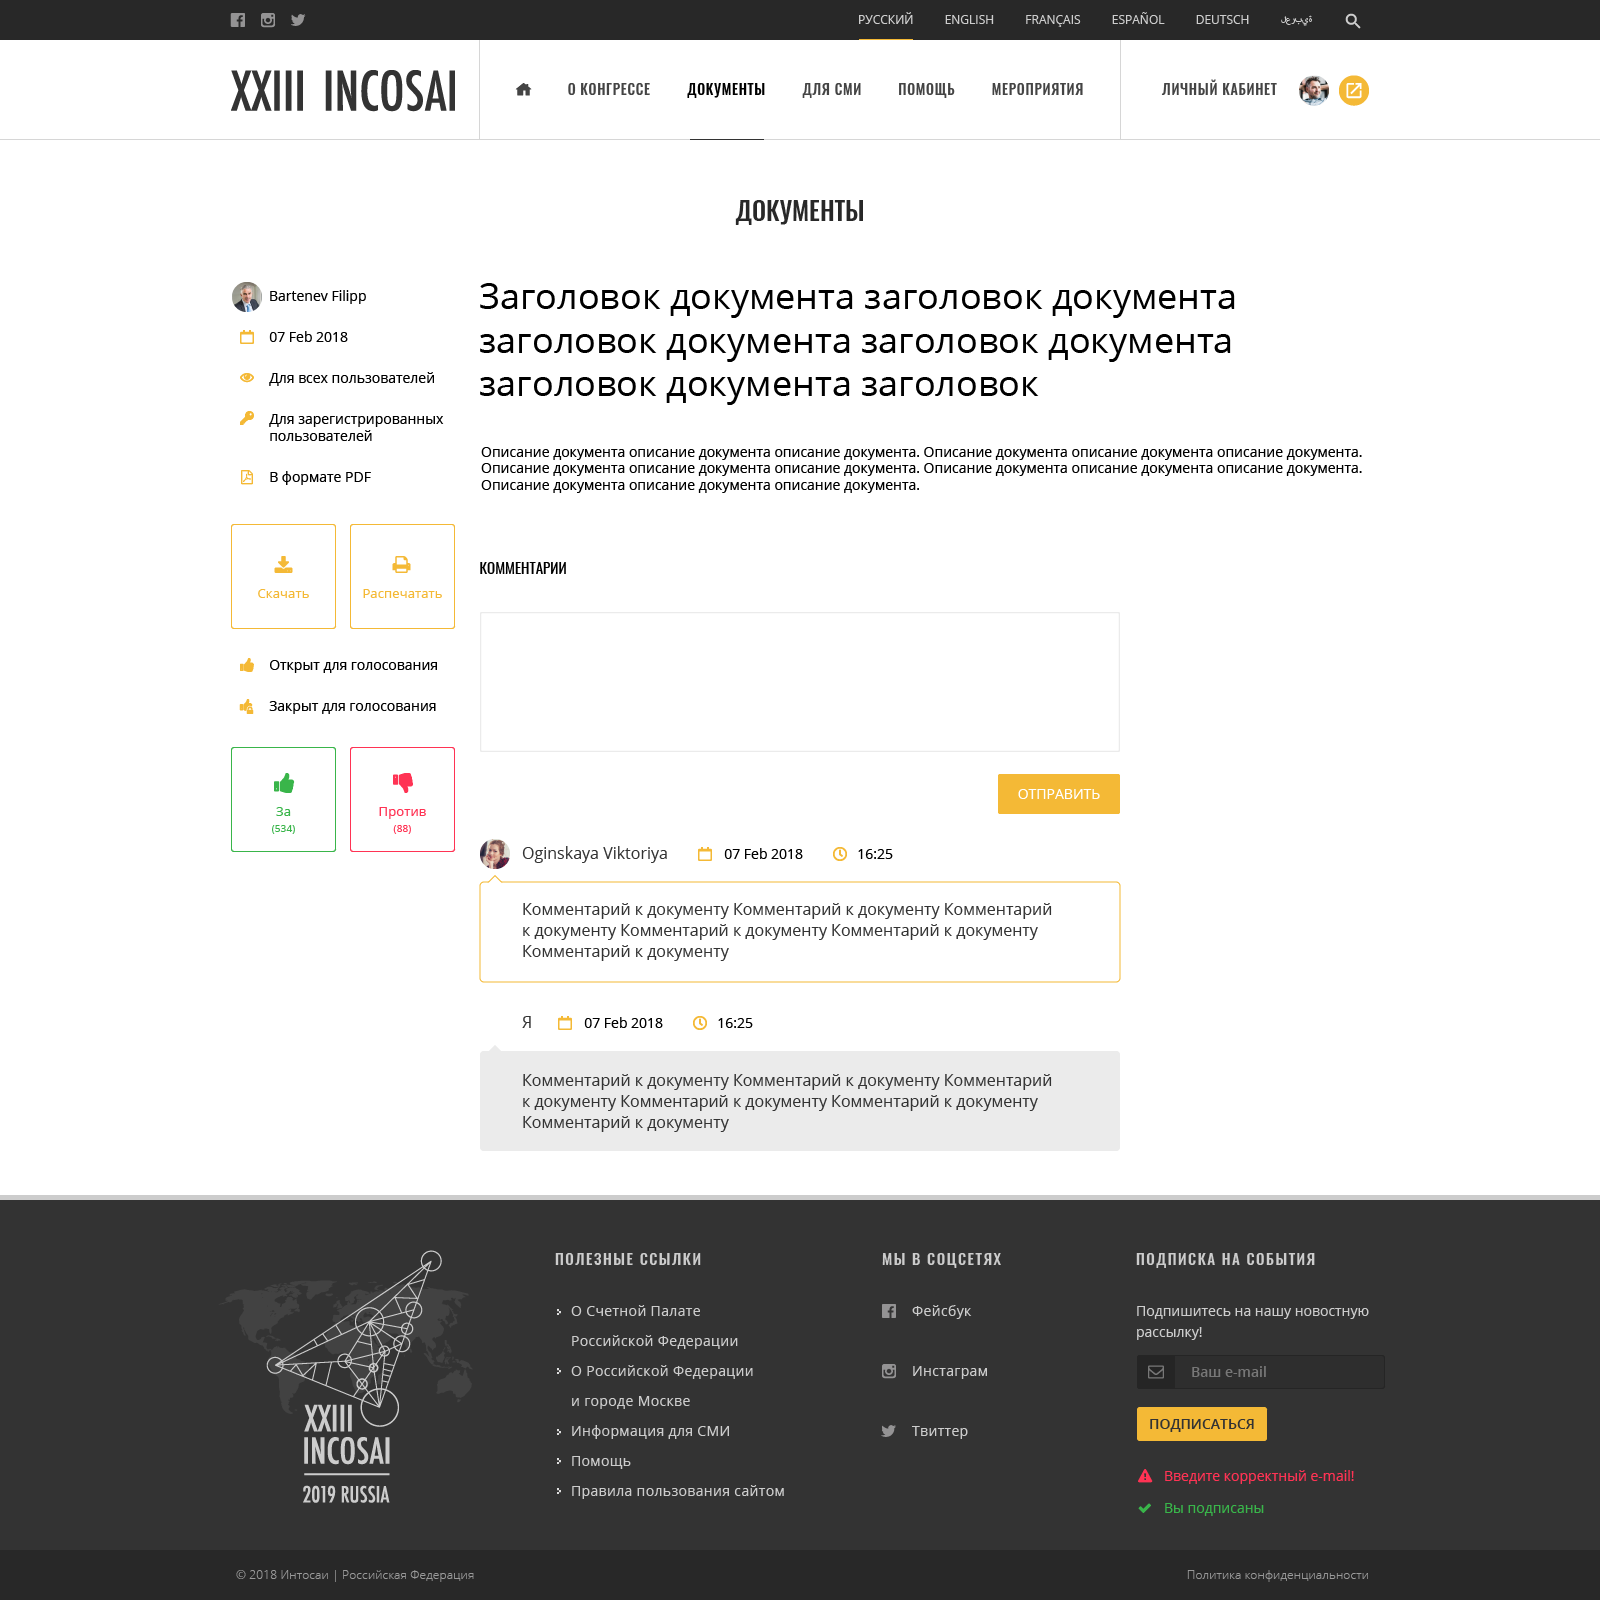 РУССКИЙ ENGLISH FRANÇAIS ESPAÑOL DEUTSCH
XXIII INCOSAI
О КОНГРЕССЕ ДОКУМЕНТЫ ДЛЯ СМИ ПОМОЩЬ МЕРОПРИЯТИЯ
ЛИЧНЫЙ КАБИНЕТ
ДОКУМЕНТЫ
Bartenev Filipp
07 Feb 2018
Для всех пользователей
Для зарегистрированных
пользователей
В формате PDF
Скачать
Распечатать
Открыт для голосования
Закрыт для голосования
За
(534)
Против
(88)
Заголовок документа заголовок документа
заголовок документа заголовок документа
заголовок документа заголовок
Описание документа описание документа описание документа. Описание документа описание документа описание документа.
Описание документа описание документа описание документа. Описание документа описание документа описание документа.
Описание документа описание документа описание документа.
КОММЕНТАРИИ
ОТПРАВИТЬ
Oginskaya Viktoriya 07 Feb 2018 16:25
Комментарий к документу Комментарий к документу Комментарий
к документу Комментарий к документу Комментарий к документу
Комментарий к документу
Я 07 Feb 2018 16:25
Комментарий к документу Комментарий к документу Комментарий
к документу Комментарий к документу Комментарий к документу
Комментарий к документу
XXIII
INCOSAI
2019 RUSSIA
ПОЛЕЗНЫЕ ССЫЛКИ
О Счетной Палате
Российской Федерации
О Российской Федерации
и городе Москве
Информация для СМИ
Помощь
Правила пользования сайтом
МЫ В СОЦСЕТЯХ
Фейсбук
Инстаграм
Твиттер
ПОДПИСКА НА СОБЫТИЯ
Подпишитесь на нашу новостную
рассылку!
Ваш e-mail
ПОДПИСАТЬСЯ
Введите корректный e-mail!
Вы подписаны
© 2018 Интосаи | Российская Федерация
Политика конфиденциальности